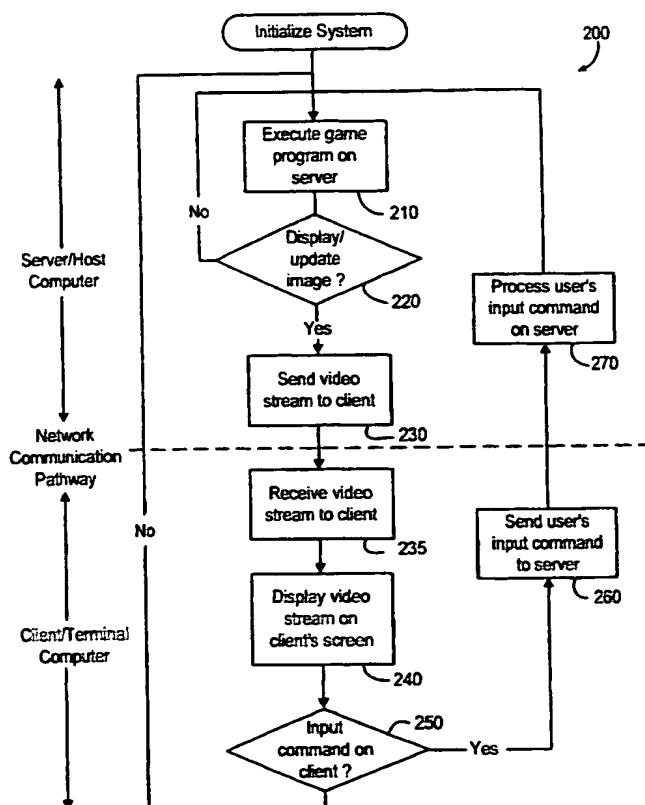 Initialize System
200
Execute game
program on
server
210
No
Display/
update
image ?
220
Server/Host
Computer
Process user's
input command
on server
270
Yes
Send video
stream to client
230
Network
Communication
Pathway
Receive video
stream to client
235
No
Send user's
input command
to server
260
Display video
stream on
client's screen
240
Client/Terminal
Computer
250
Input
command on
client ?
Yes